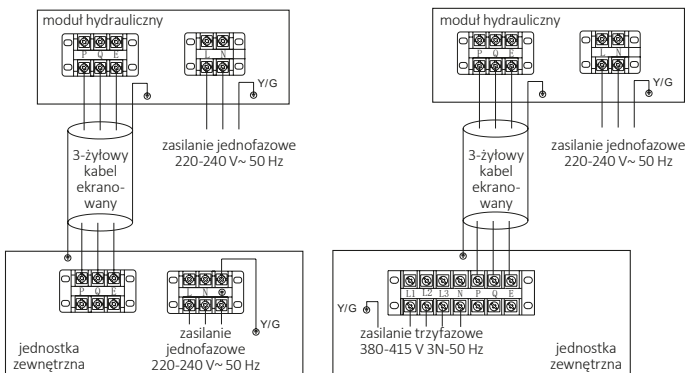 moduł hydrauliczny
P Q E
L N
Y/G
zasilanie jednofazowe
220-240 V~ 50 Hz
3-żyłowy
kabel
ekrano-
wany
P Q E
L N
Y/G
jednostka
zewnętrzna
zasilanie
jednofazowe
220-240 V~ 50 Hz
moduł hydrauliczny
P Q E
L N
Y/G
zasilanie jednofazowe
220-240 V~ 50 Hz
3-żyłowy
kabel
ekrano-
wany
L1 L2 L3 N P Q E
Y/G
zasilanie trzyfazowe
380-415 V 3N-50 Hz
jednostka
zewnętrzna